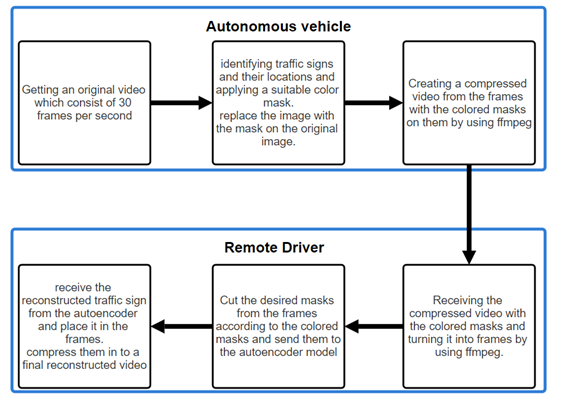 Autonomous vehicle
Getting an original video
which consist of 30
frames per second
identifying traffic signs
and their locations and
applying a suitable color
mask.
replace the image with
the mask on the original
image.
Creating a compressed
video from the frames
with the colored masks
on them by using ffmpeg
Remote Driver
receive the
reconstructed traffic sign
from the autoencoder
and place it in the
frames.
compress them in to a
final reconstructed video
Cut the desired masks
from the frames
according to the colored
masks and send them to
the autoencoder model
Receiving the
compressed video with
the colored masks and
turning it into frames by
using ffmpeg.